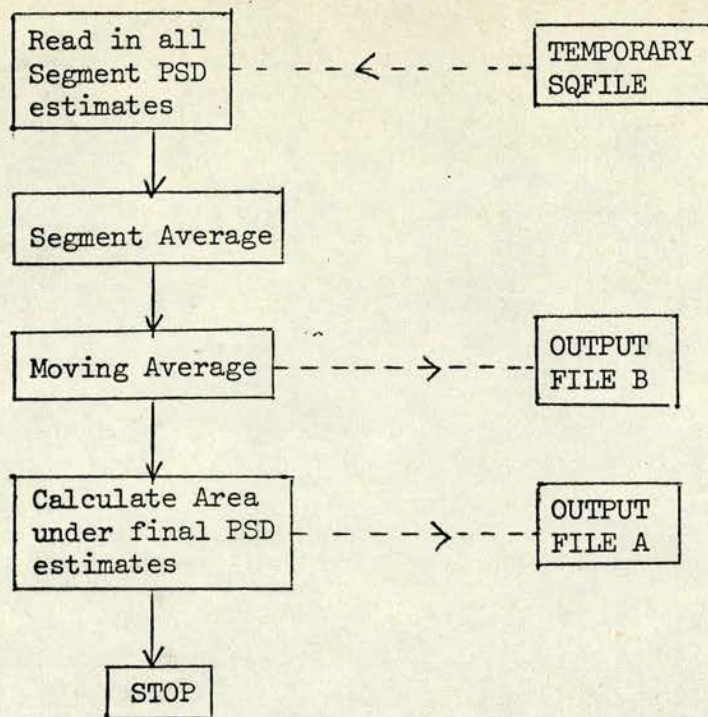 Read in all
Segment PSD
estimates
TEMPORARY
SQFILE
Segment Average
Moving Average
OUTPUT
FILE B
Calculate Area
under final PSD
estimates
OUTPUT
FILE A
STOP